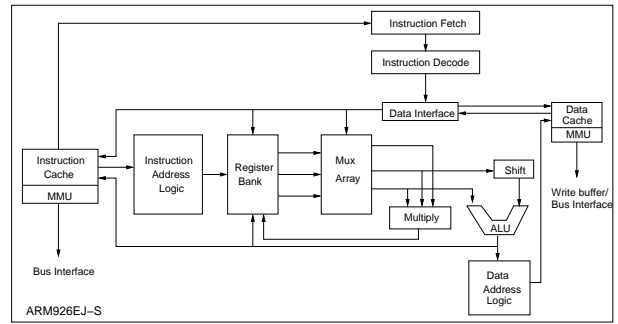 Instruction Fetch
Instruction Decode
Data Interface
Data
Cache
MMU
Instruction
Cache
MMU
Instruction
Address
Logic
Register
Bank
Mux
Array
Shift
Multiply
ALU
Write buffer/
Bus Interface
Bus Interface
Data
Address
Logic
ARM926EJ–S